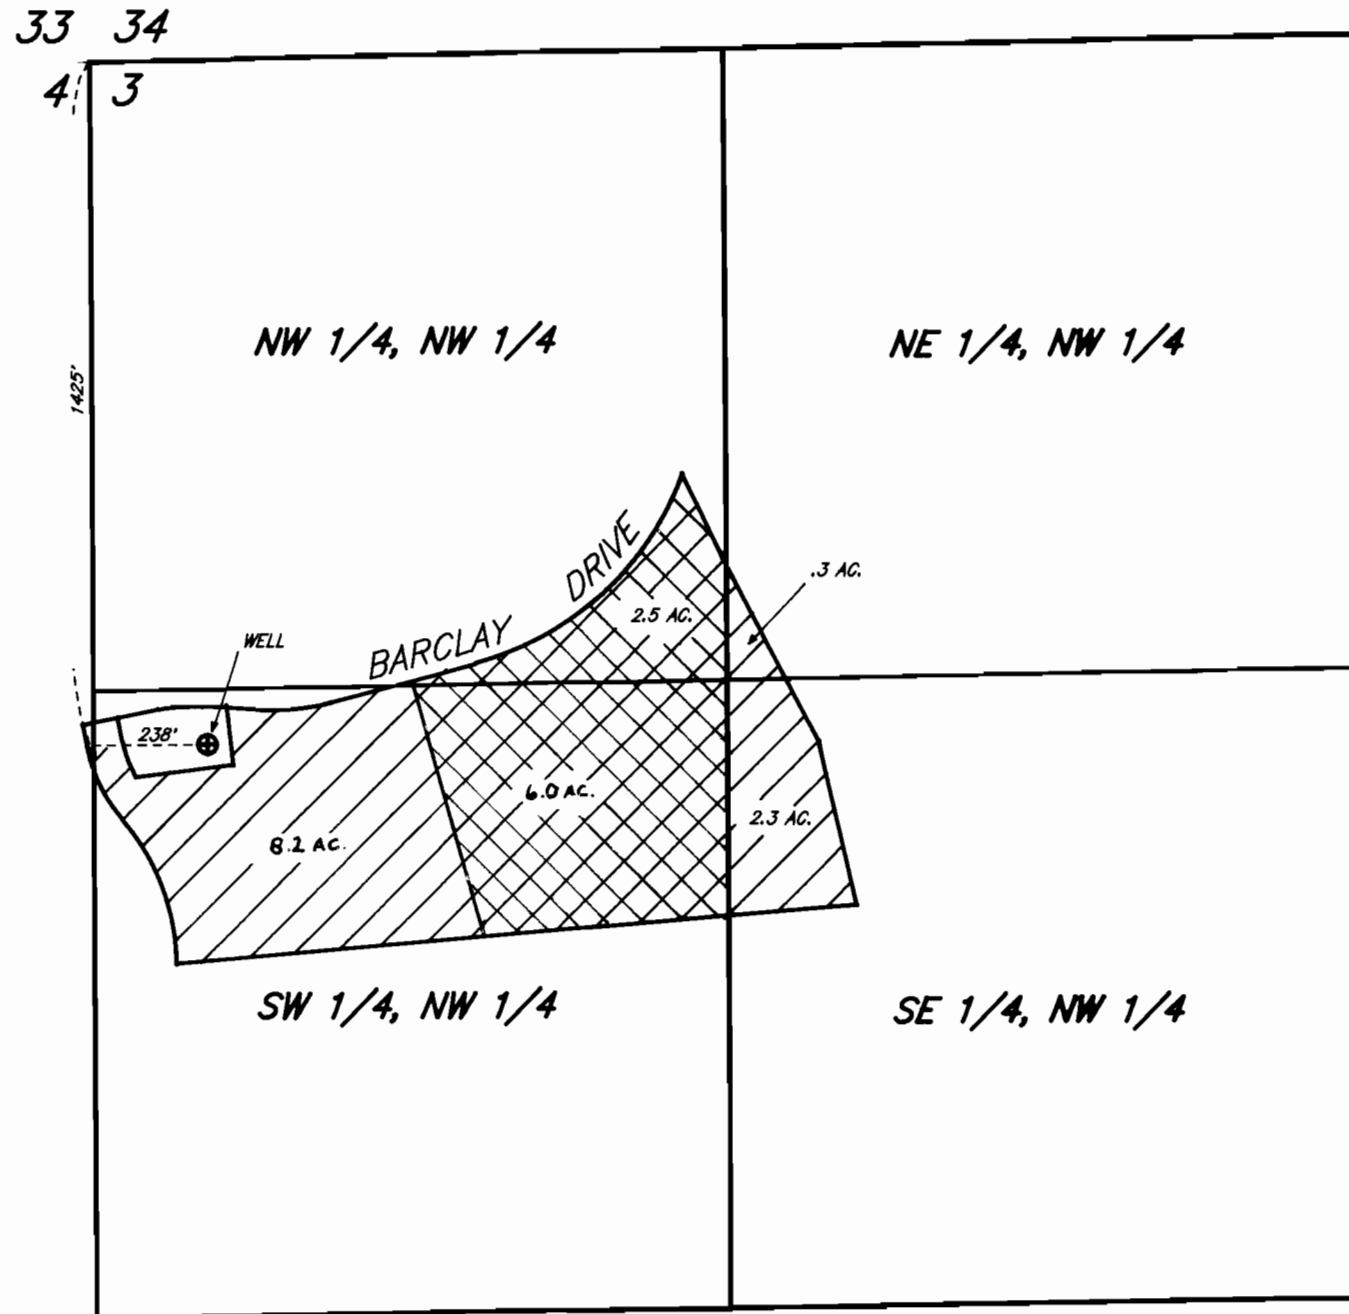 33 34
4 3
NW 1/4, NW 1/4
NE 1/4, NW 1/4
1425'
.3 AC.
BARCLAY DRIVE
2.5 AC.
WELL
238'
6.0 AC.
2.3 AC.
8.2 AC.
SW 1/4, NW 1/4
SE 1/4, NW 1/4